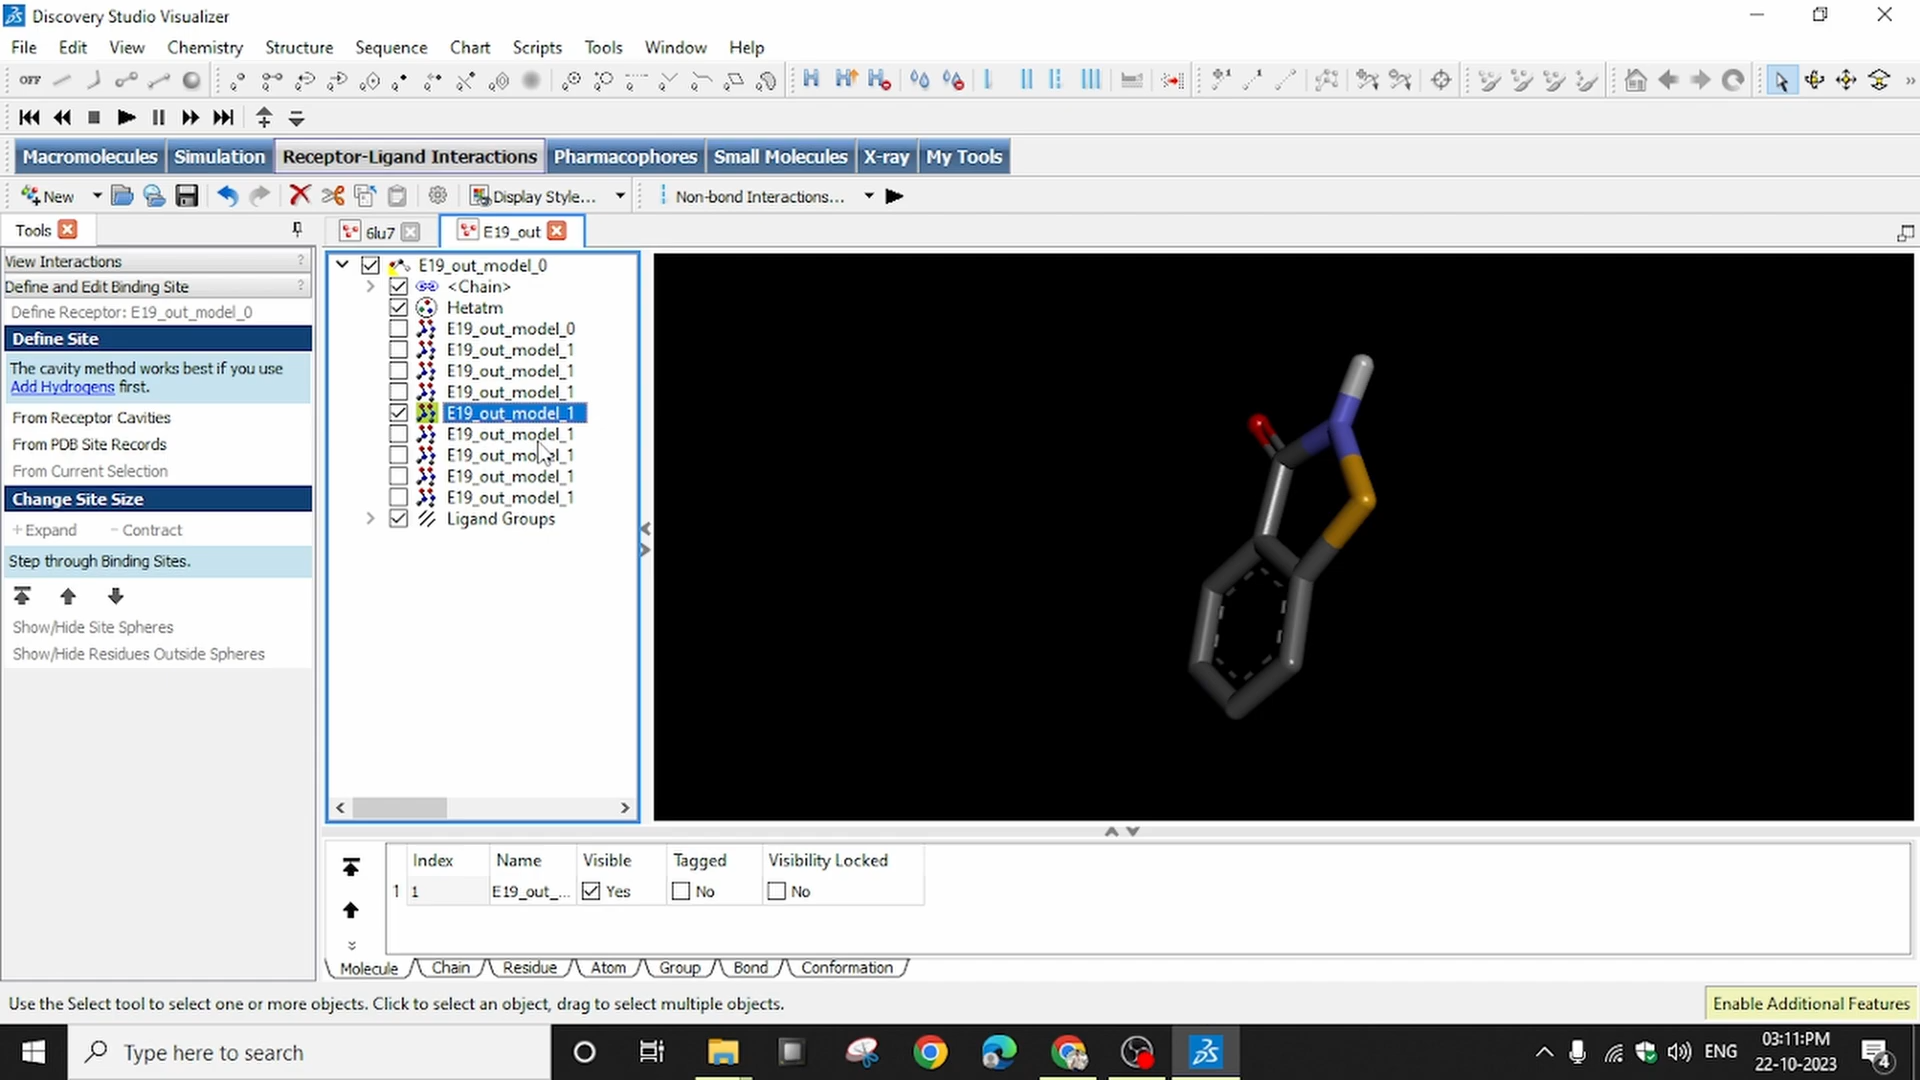 Discovery Studio Visualizer
File Edit View Chemistry Structure Sequence Chart Scripts Tools Window Help
OFF
Macromolecules Simulation Receptor-Ligand Interactions Pharmacophores Small Molecules X-ray My Tools
New Display Style... Non-bond Interactions...
Tools
6lu7
E19_out
View Interactions ?
Define and Edit Binding Site ?
Define Receptor: E19_out_model_0
Define Site
The cavity method works best if you use
Add Hydrogens first.
From Receptor Cavities
From PDB Site Records
From Current Selection
Change Site Size
+ Expand - Contract
Step through Binding Sites.
Show/Hide Site Spheres
Show/Hide Residues Outside Spheres
E19_out_model_0
<Chain>
Hetatm
E19_out_model_0
E19_out_model_1
E19_out_model_1
E19_out_model_1
E19_out_model_1
E19_out_model_1
E19_out_model_1
E19_out_model_1
E19_out_model_1
Ligand Groups
Index Name Visible Tagged Visibility Locked
1 1 E19_out_... Yes No No
Molecule Chain Residue Atom Group Bond Conformation
Use the Select tool to select one or more objects. Click to select an object, drag to select multiple objects.
Enable Additional Features
Type here to search
ENG
03:11:PM
22-10-2023
4